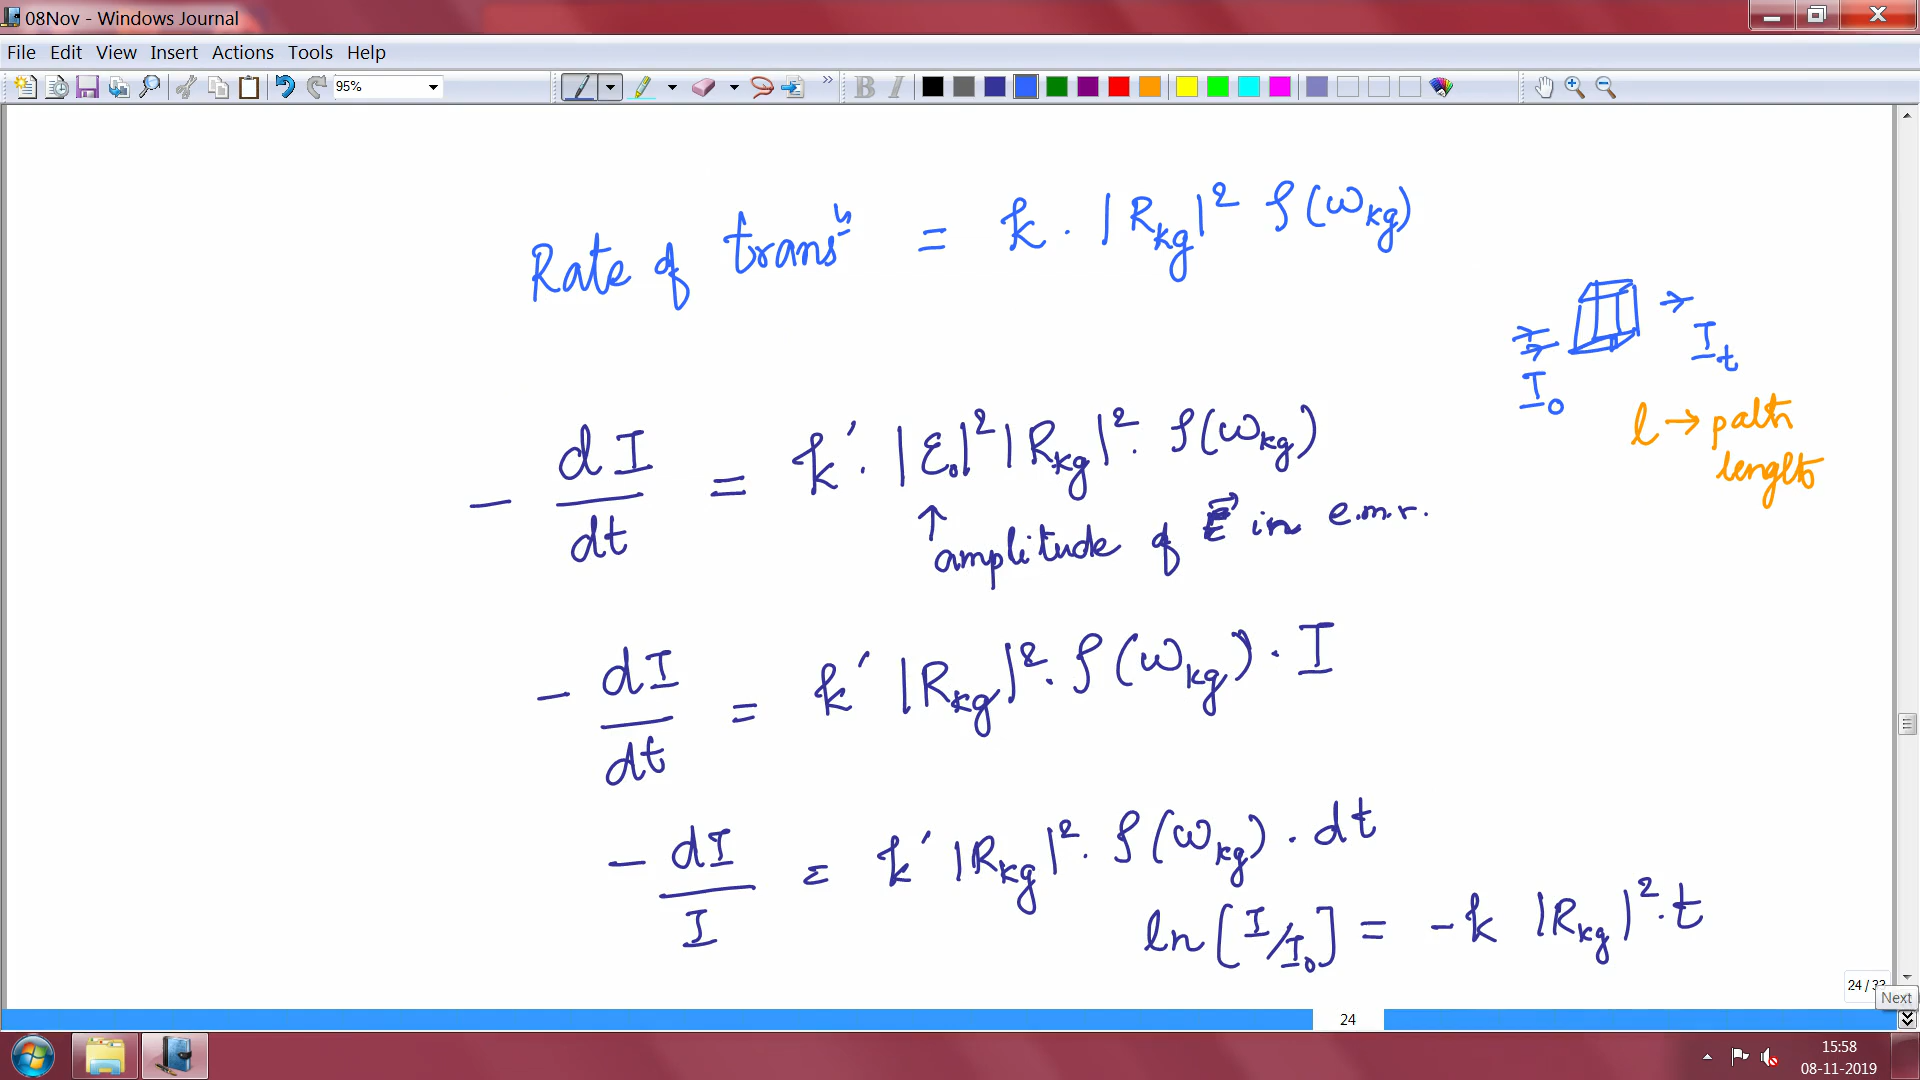 08Nov - Windows Journal
File Edit View Insert Actions Tools Help
95%
Rate of transⁿ = k . |R_kg|² ρ(ω_kg)
I₀
I_t
l → path
length
- dI/dt = k′ . |ε₀|² |R_kg|² . ρ(ω_kg)
↑
amplitude of E⃗ in e.m.r.
- dI/dt = k′ |R_kg|² . ρ(ω_kg) . I
- dI/I = k′ |R_kg|² . ρ(ω_kg) . dt
ln [I/I₀] = -k |R_kg|² . t
24
Next
24
15:58
08-11-2019